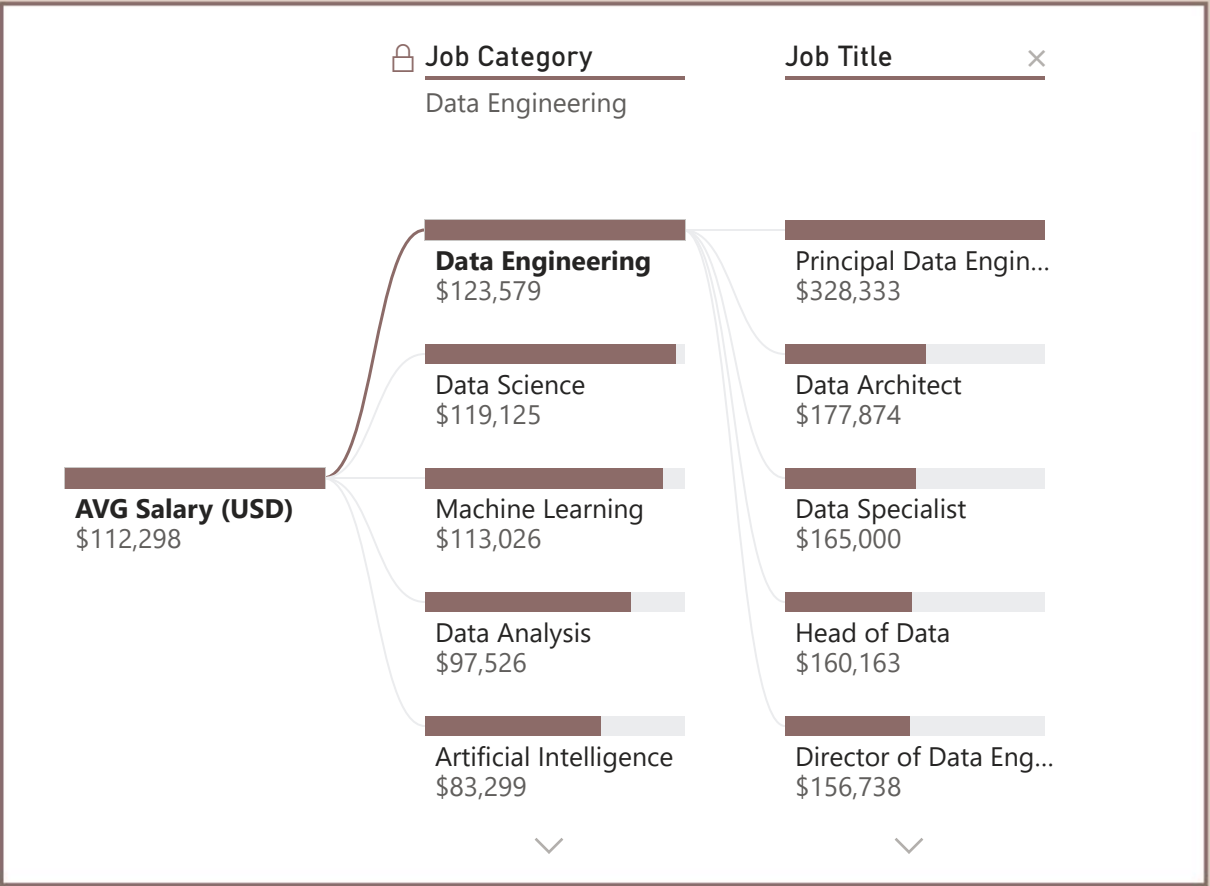 Job Category
Data Engineering
Job Title
AVG Salary (USD)
$112,298
Data Engineering
$123,579
Data Science
$119,125
Machine Learning
$113,026
Data Analysis
$97,526
Artificial Intelligence
$83,299
Principal Data Engin...
$328,333
Data Architect
$177,874
Data Specialist
$165,000
Head of Data
$160,163
Director of Data Eng...
$156,738